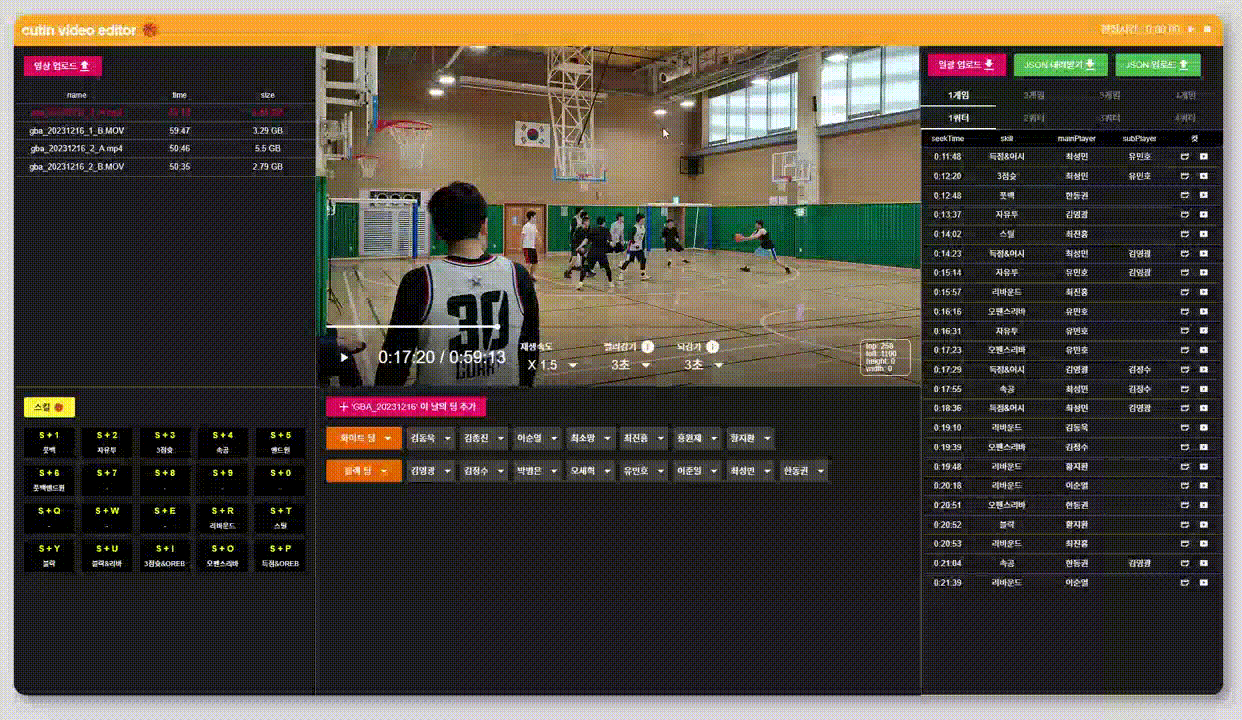 cutin video editor
편집시간 : 0:00:00
영상 업로드
name time size
gba_20231216_1_B.MOV 59:47 3.29 GB
gba_20231216_2_A.mp4 50:46 5.5 GB
gba_20231216_2_B.MOV 50:35 2.79 GB
30
0:17:20 / 0:59:13
재생속도
X 1.5
빨리감기
3초
되감기
3초
top: 258
left: 1100
height: 0
width: 0
일괄 업로드 JSON 내려받기 JSON 업로드
1게임 2게임 3게임 4게임
1쿼터 2쿼터 3쿼터 4쿼터
seekTime skill mainPlayer subPlayer 컷
0:11:48 득점&어시 최성민 유민호
0:12:20 3점슛 최성민 유민호
0:12:48 풋백 한동권
0:13:37 자유투 김영광
0:14:02 스틸 최진흠
0:14:23 득점&어시 최성민 김영광
0:15:14 자유투 유민호 김영광
0:15:57 리바운드 최진흠
0:16:16 오펜스리바 유민호
0:16:31 자유투 유민호
0:17:23 오펜스리바 유민호
0:17:29 득점&어시 김영광 김정수
0:17:55 속공 최성민 김정수
0:18:36 득점&어시 최성민 김영광
0:19:10 리바운드 김동욱
0:19:39 오펜스리바 김정수
0:19:48 리바운드 황지환
0:20:18 리바운드 이순열
0:20:51 오펜스리바 한동권
0:20:52 블락 황지환
0:20:53 리바운드 최진흠
0:21:04 속공 한동권 김영광
0:21:39 리바운드 이순열
스킬
S + 1 S + 2 S + 3 S + 4 S + 5
풋백 자유투 3점슛 속공 앤드원
S + 6 S + 7 S + 8 S + 9 S + 0
풋백앤드원 - - - -
S + Q S + W S + E S + R S + T
- - - 리바운드 스틸
S + Y S + U S + I S + O S + P
블락 블락&리바 3점슛&OREB 오펜스리바 득점&OREB
+ 'GBA_20231216' 이 날의 팀 추가
화이트 팀 김동욱 김종진 이순열 최소망 최진흠 홍원재 황지환
블랙 팀 김영광 김정수 박병은 오세혁 유민호 이준일 최성민 한동권